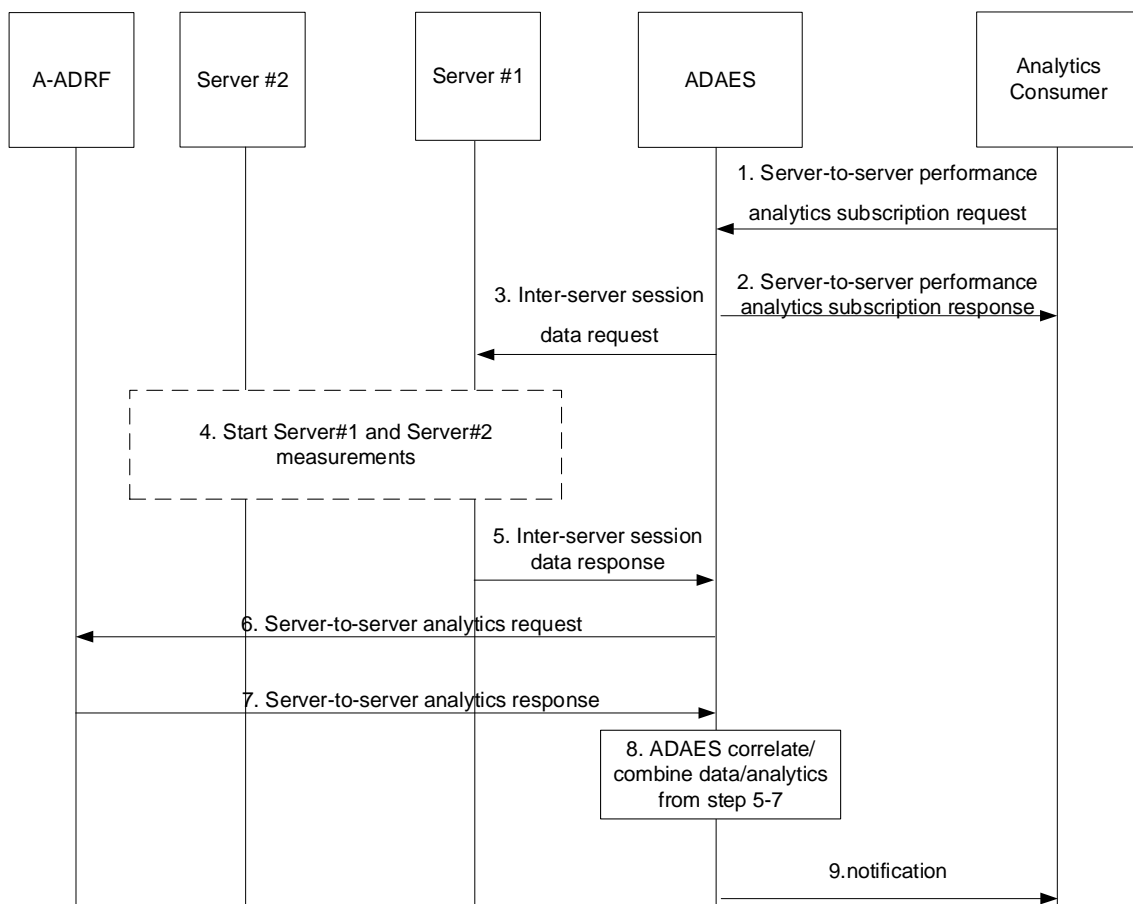 A-ADRF
Server #2
Server #1
ADAES
Analytics
Consumer
1. Server-to-server performance
analytics subscription request
2. Server-to-server performance
analytics subscription response
3. Inter-server session
data request
4. Start Server#1 and Server#2
measurements
5. Inter-server session
data response
6. Server-to-server analytics request
7. Server-to-server analytics response
8. ADAES correlate/
combine data/analytics
from step 5-7
9.notification